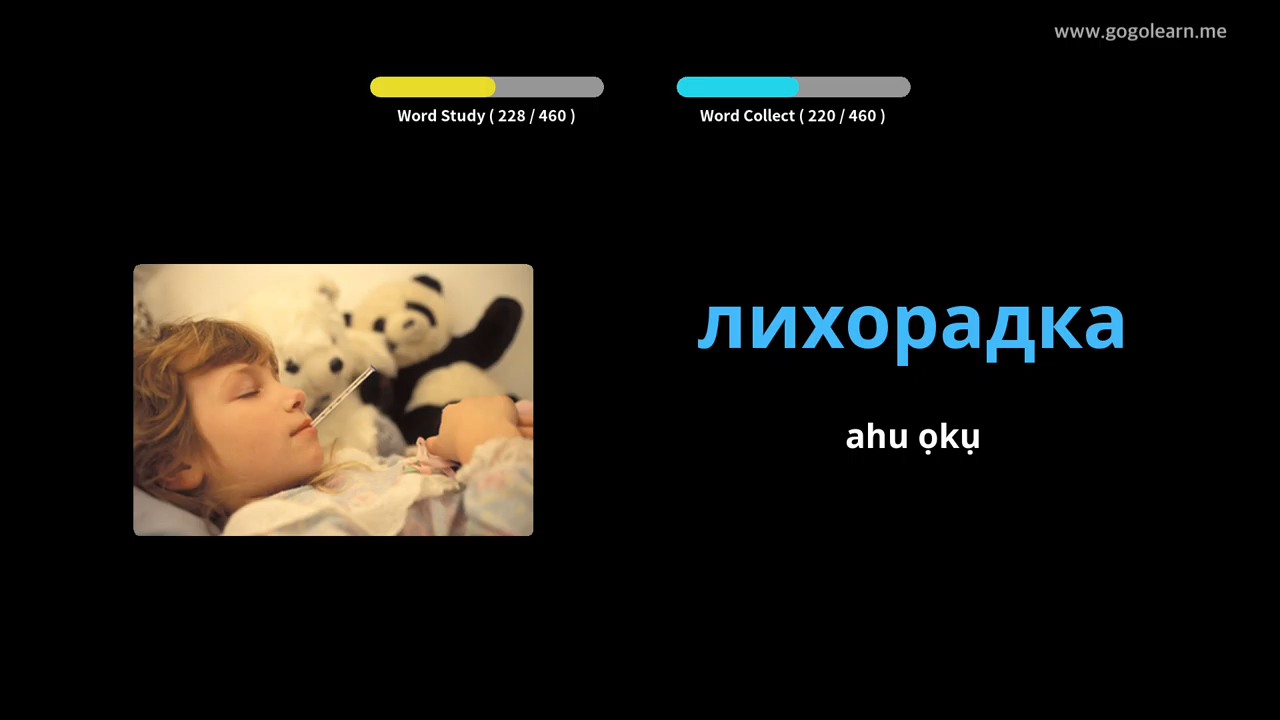 www.gogolearn.me
Word Study ( 228 / 460 )
Word Collect ( 220 / 460 )
лихорадка
ahu ọkụ